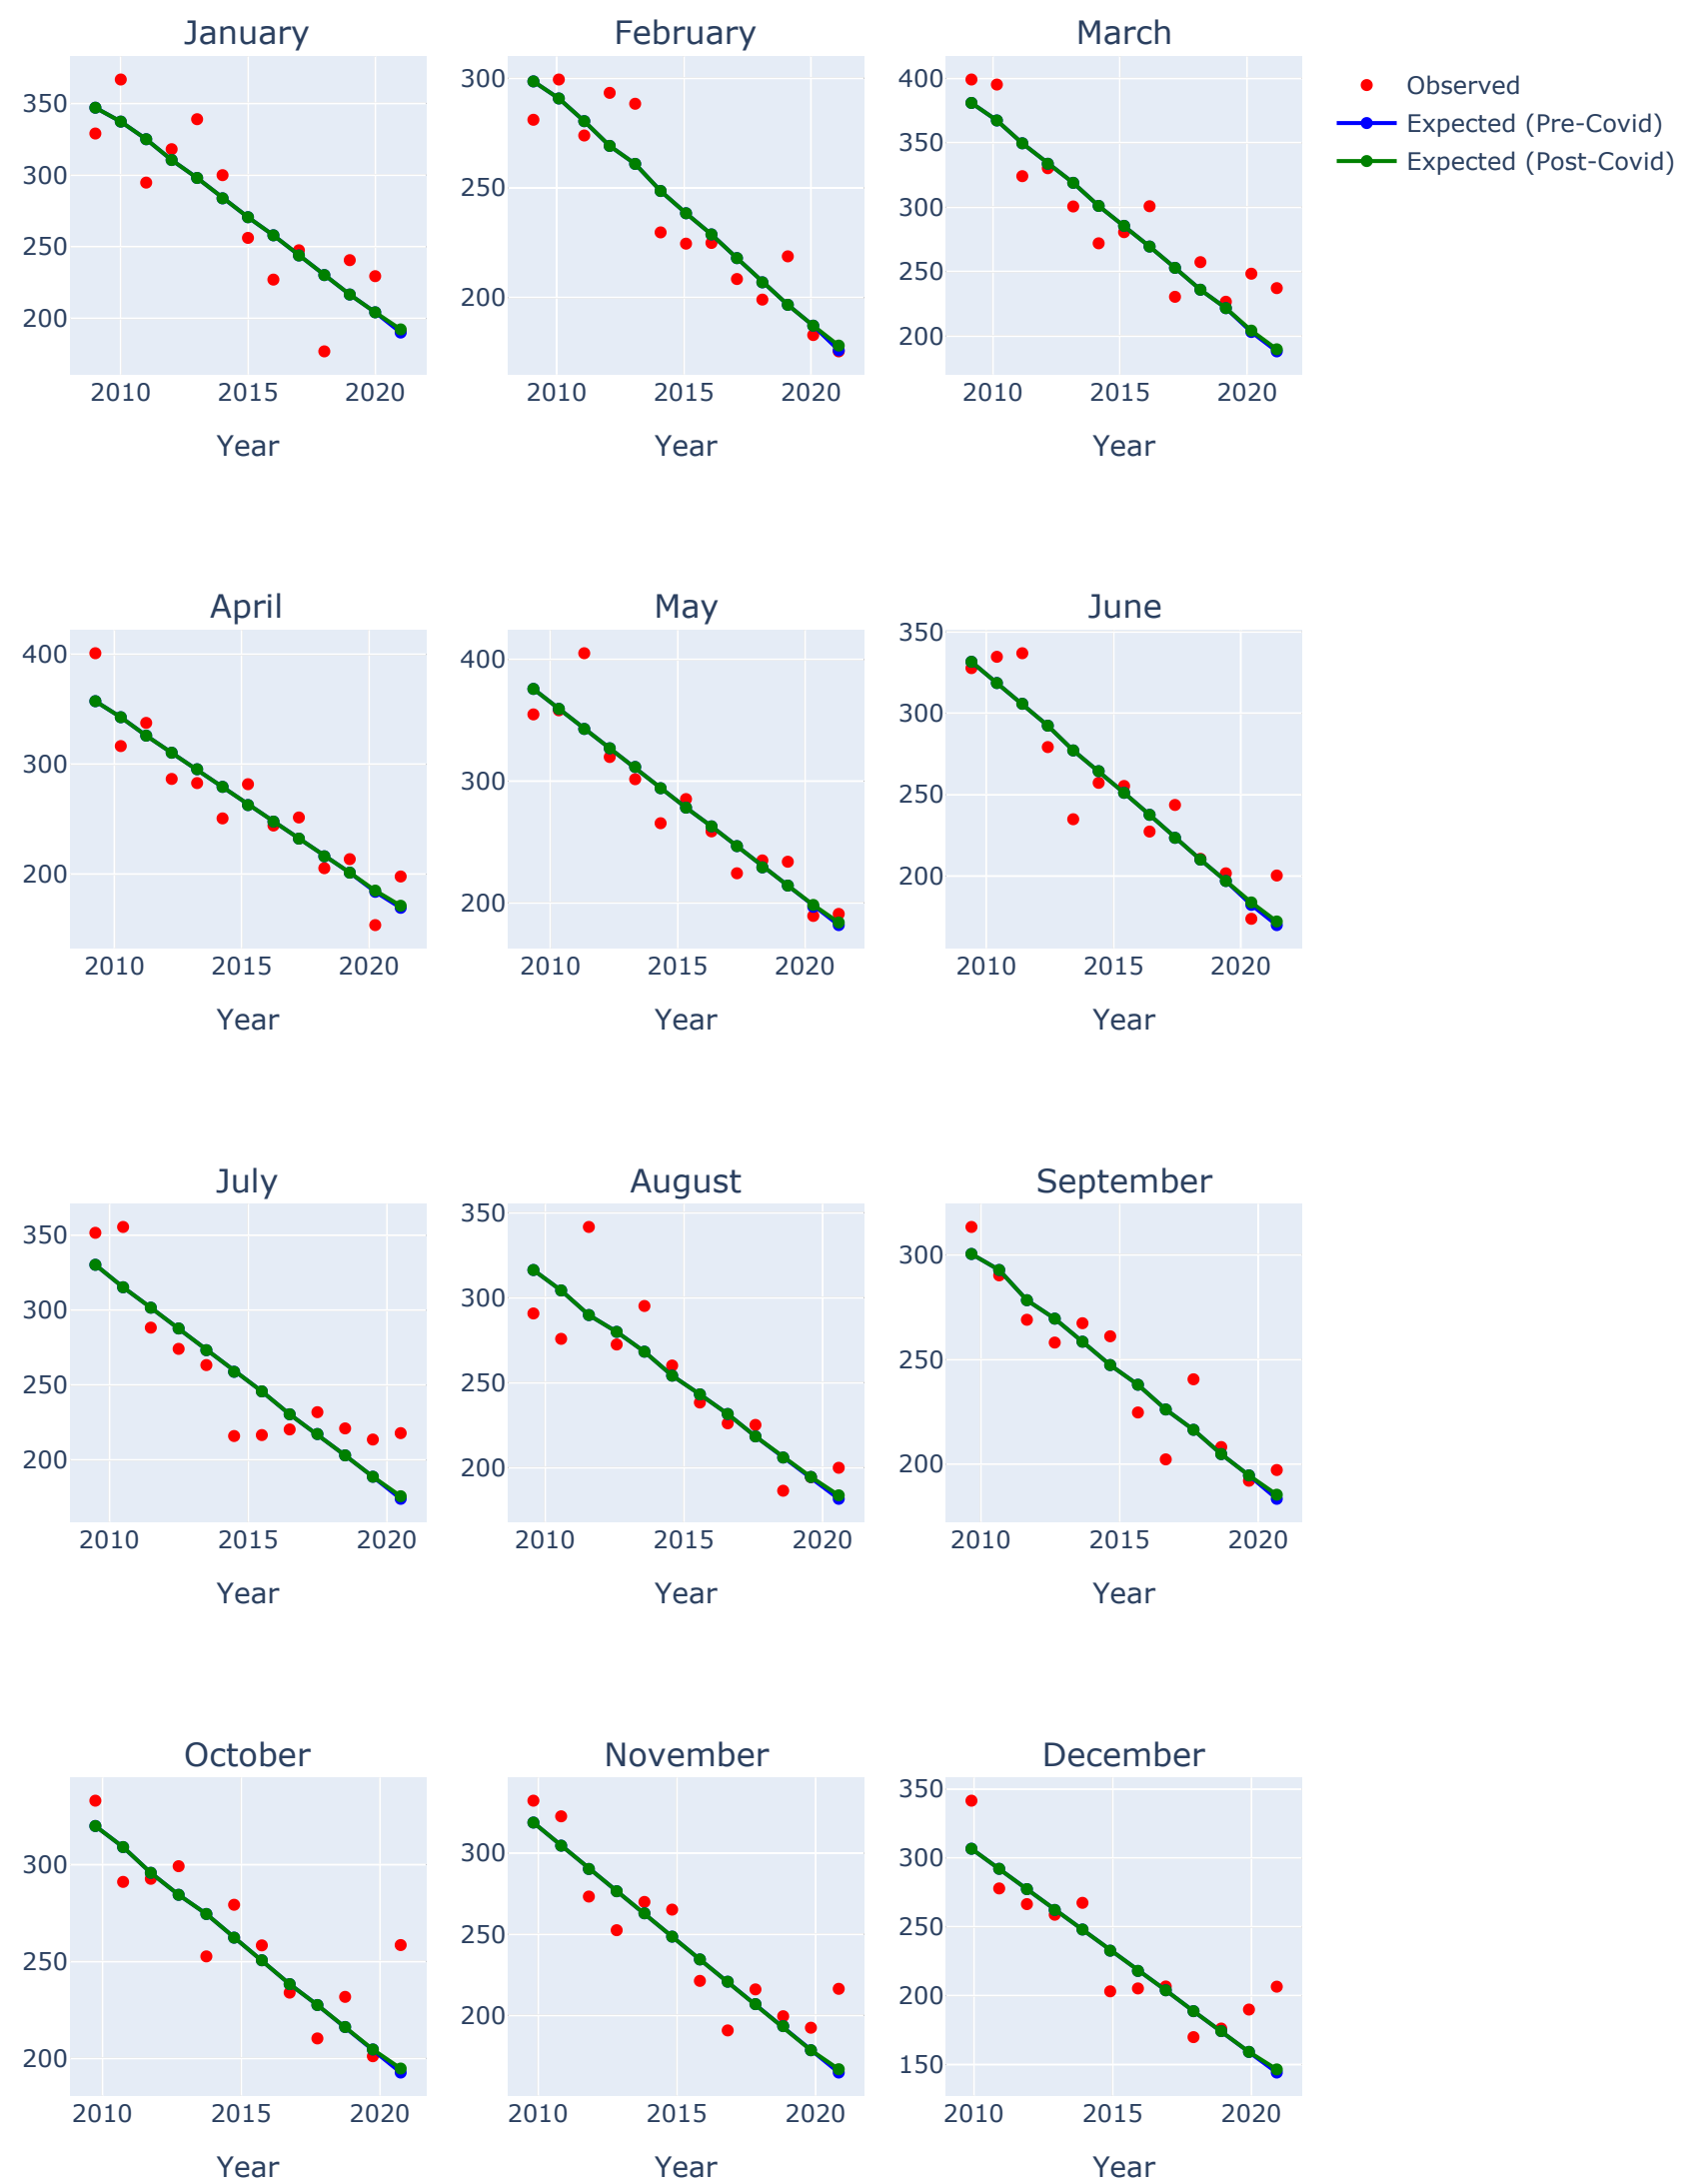 January
February
March
Observed
Expected (Pre-Covid)
Expected (Post-Covid)
350
300
250
200
300
250
200
400
350
300
250
200
2010 2015 2020
2010 2015 2020
2010 2015 2020
Year
Year
Year
April
May
June
400
300
200
400
300
200
350
300
250
200
2010 2015 2020
2010 2015 2020
2010 2015 2020
Year
Year
Year
July
August
September
350
300
250
200
350
300
250
200
300
250
200
2010 2015 2020
2010 2015 2020
2010 2015 2020
Year
Year
Year
October
November
December
300
250
200
300
250
200
350
300
250
200
150
2010 2015 2020
2010 2015 2020
2010 2015 2020
Year
Year
Year